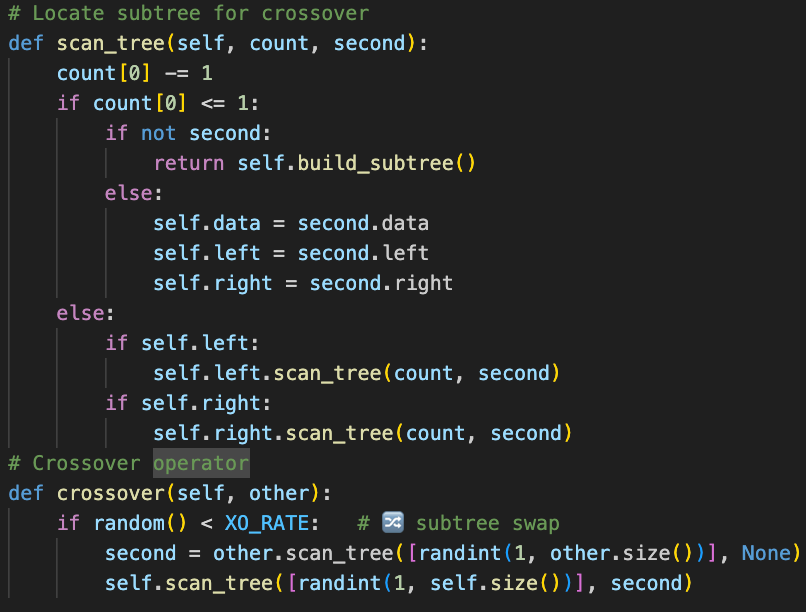 # Locate subtree for crossover
def scan_tree(self, count, second):
    count[0] -= 1
    if count[0] <= 1:
        if not second:
            return self.build_subtree()
        else:
            self.data = second.data
            self.left = second.left
            self.right = second.right
    else:
        if self.left:
            self.left.scan_tree(count, second)
        if self.right:
            self.right.scan_tree(count, second)
# Crossover operator
def crossover(self, other):
    if random() < XO_RATE:   # 🔀 subtree swap
        second = other.scan_tree([randint(1, other.size())], None)
        self.scan_tree([randint(1, self.size())], second)